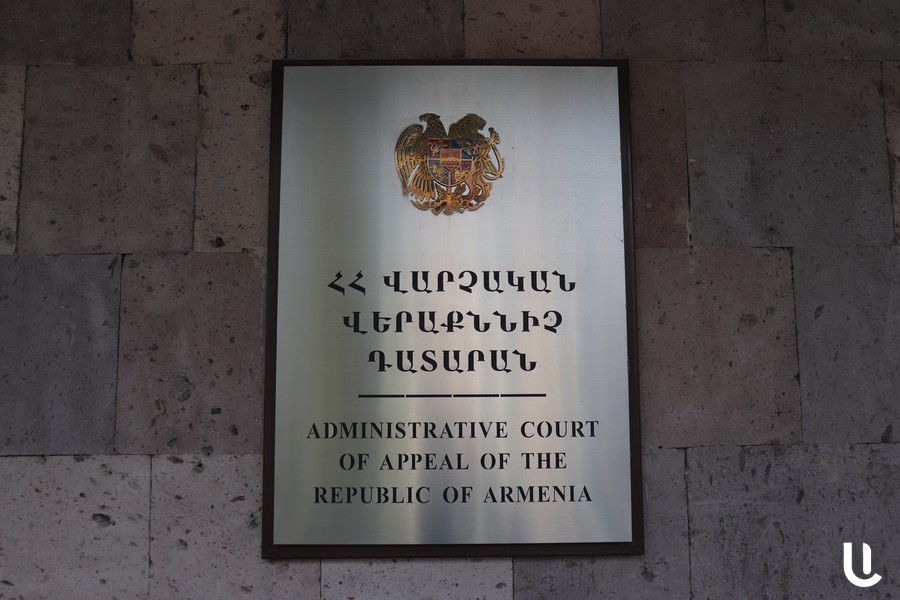 ՀՀ ՎԱՐՉԱԿԱՆ
ՎԵՐԱՔՆՆԻՉ
ԴԱՏԱՐԱՆ
ADMINISTRATIVE COURT
OF APPEAL OF THE
REPUBLIC OF ARMENIA